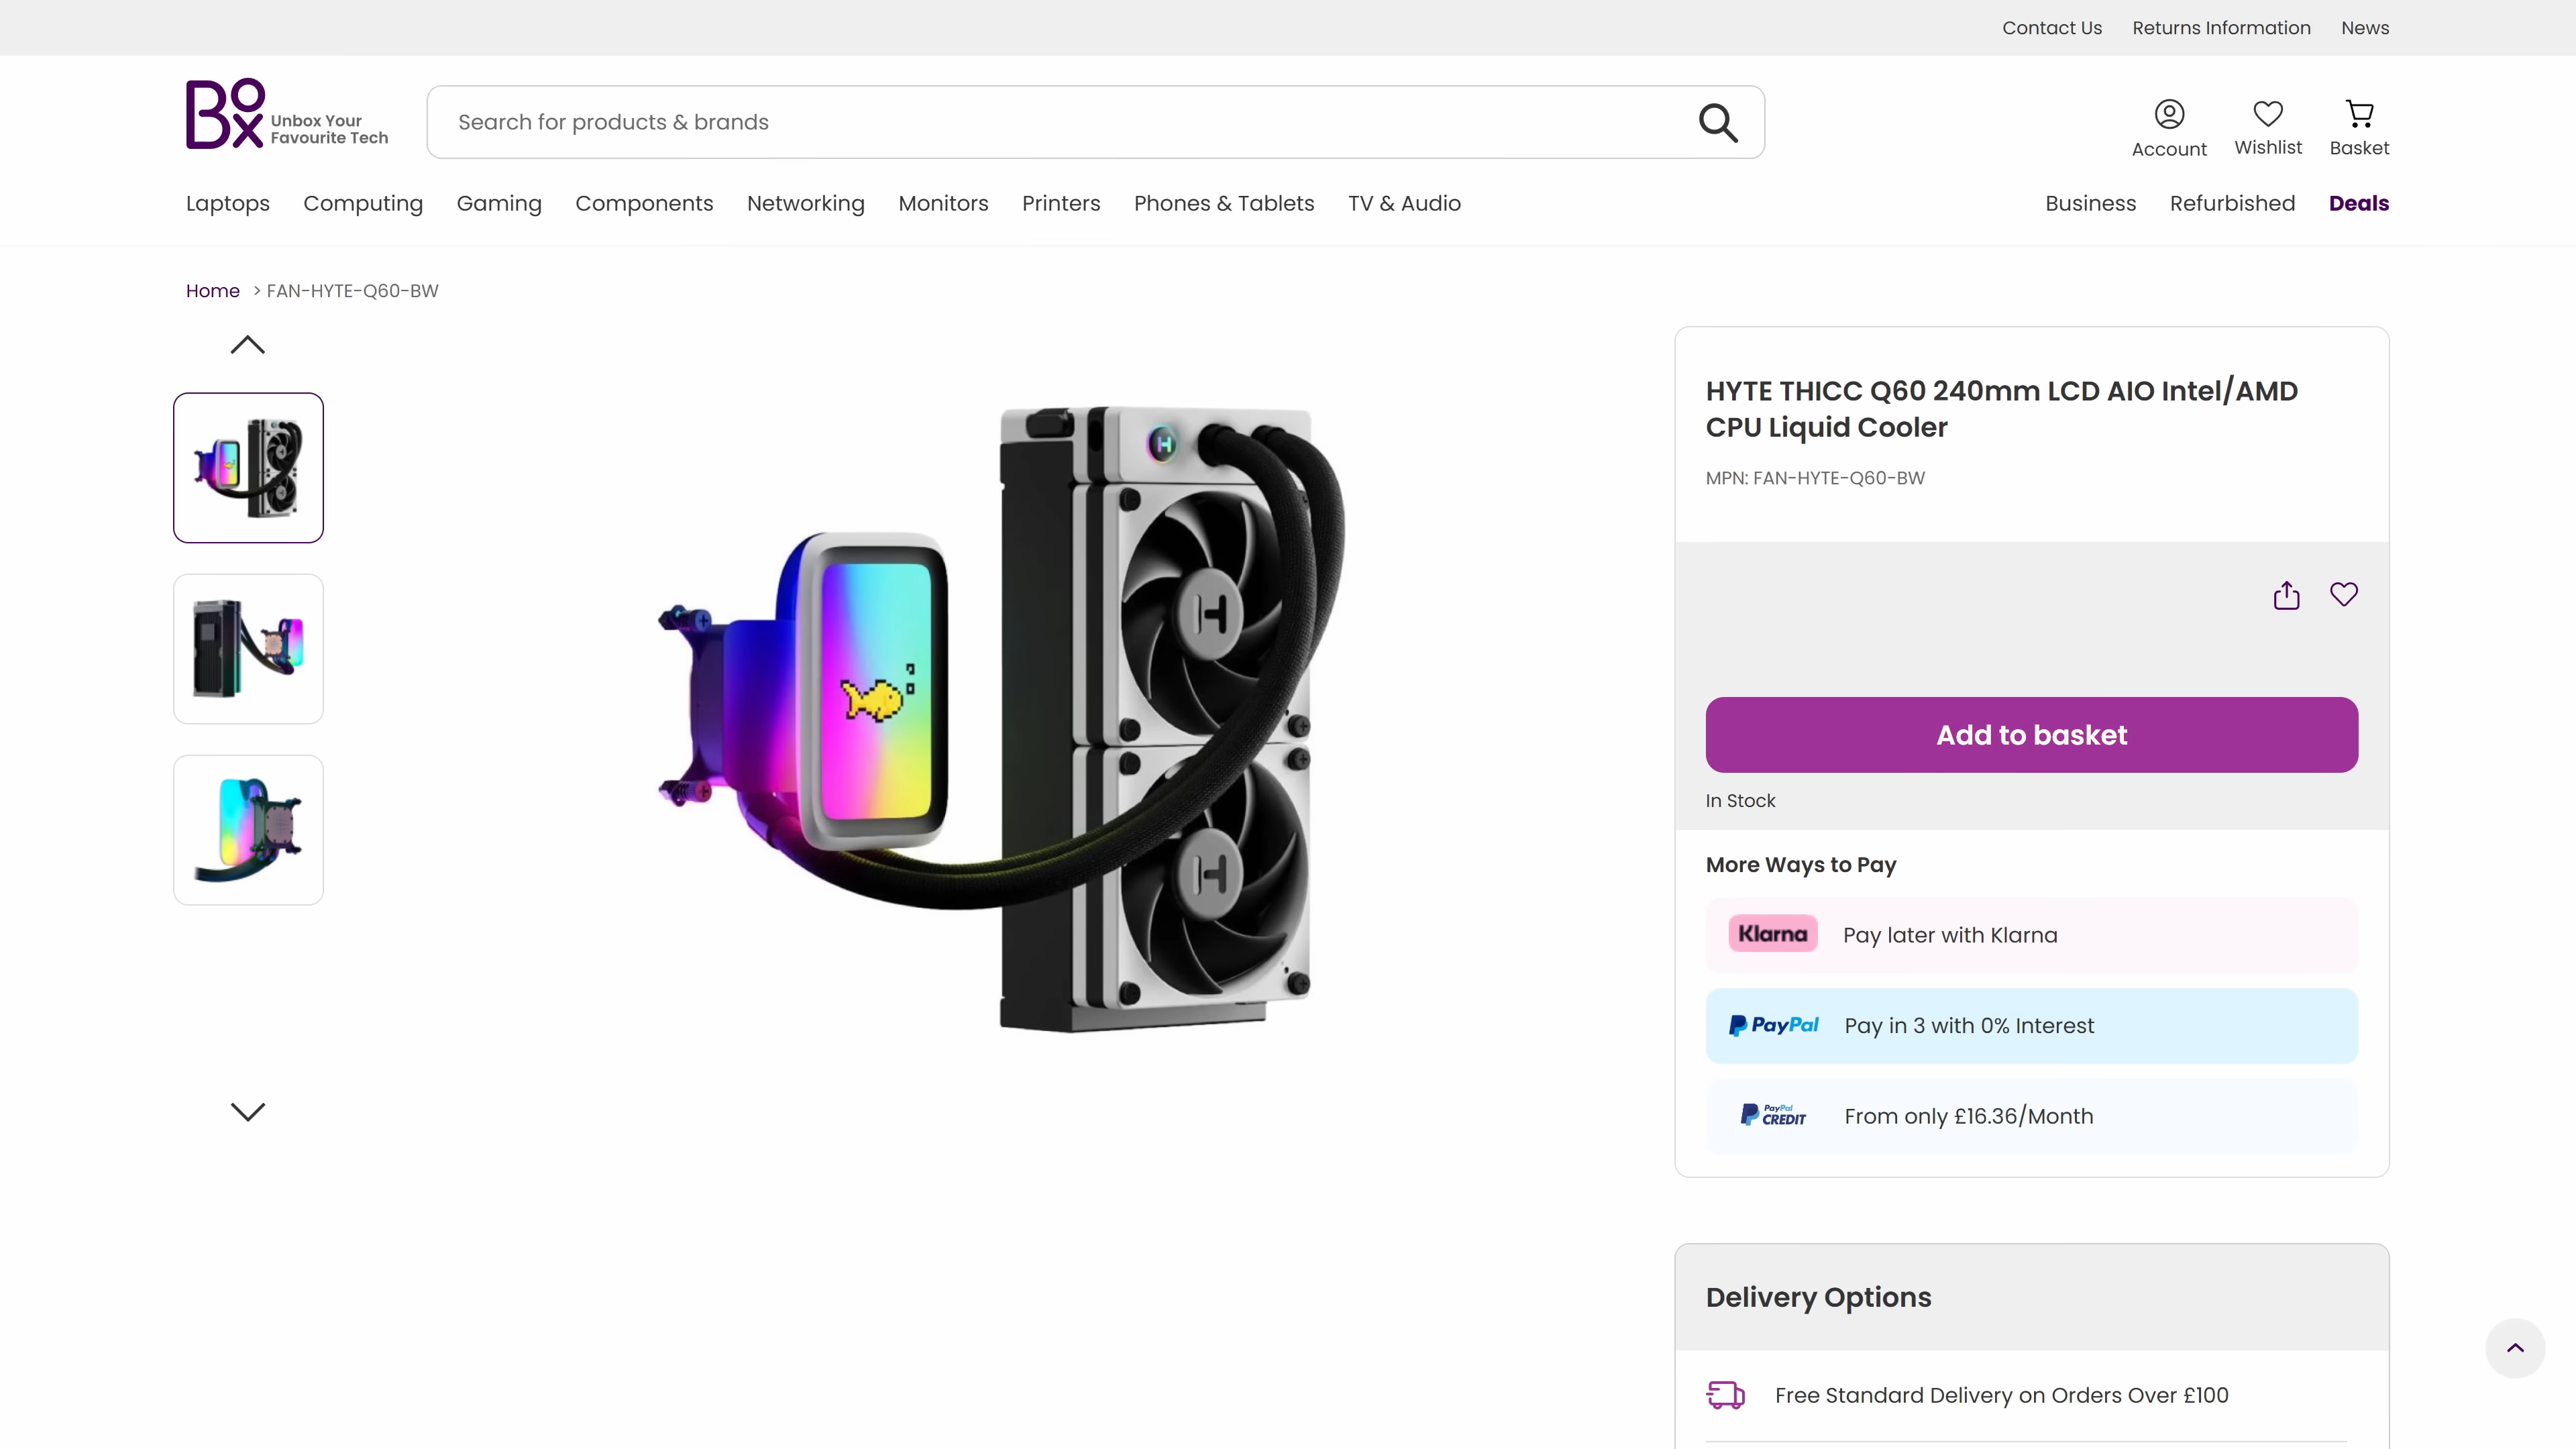 Contact Us
Returns Information
News
Box
Unbox Your
Favourite Tech
Search for products & brands
Account
Wishlist
Basket
Laptops
Computing
Gaming
Components
Networking
Monitors
Printers
Phones & Tablets
TV & Audio
Business
Refurbished
Deals
Home > FAN-HYTE-Q60-BW
HYTE THICC Q60 240mm LCD AIO Intel/AMD
CPU Liquid Cooler
MPN: FAN-HYTE-Q60-BW
Add to basket
In Stock
More Ways to Pay
Klarna
Pay later with Klarna
PayPal
Pay in 3 with 0% Interest
PayPal
CREDIT
From only £16.36/Month
Delivery Options
Free Standard Delivery on Orders Over £100